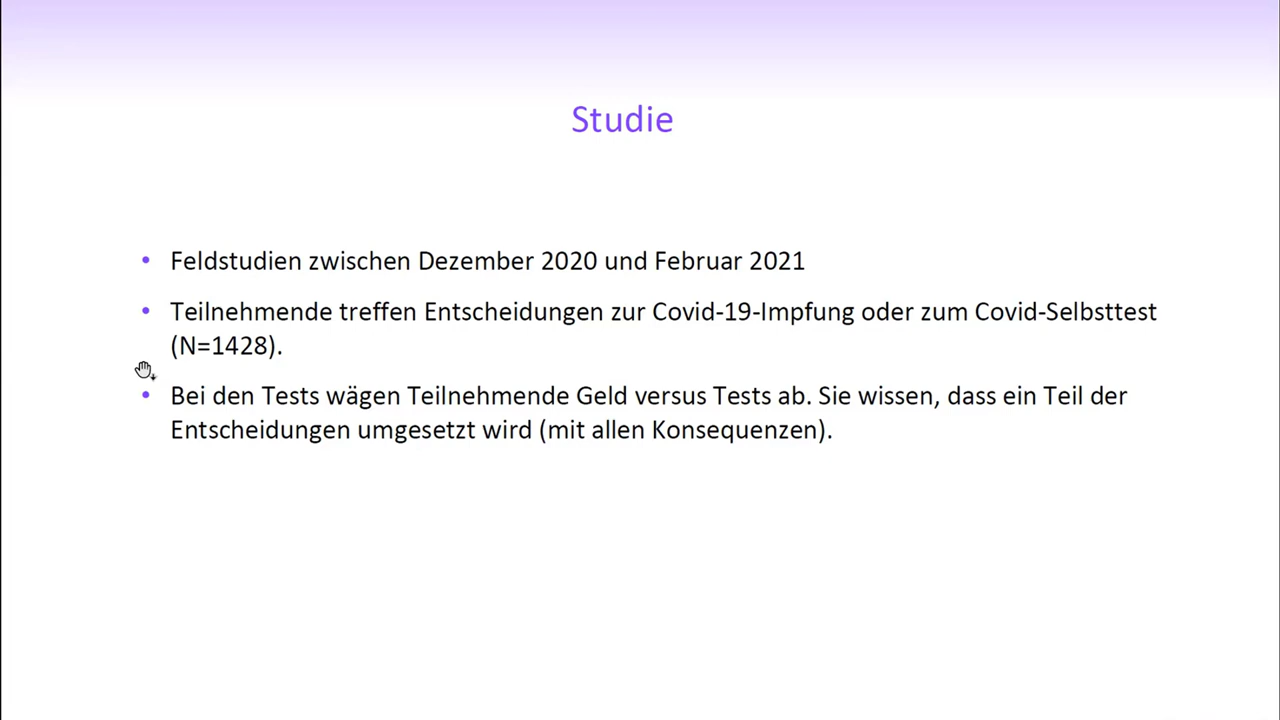 Studie
• Feldstudien zwischen Dezember 2020 und Februar 2021
• Teilnehmende treffen Entscheidungen zur Covid-19-Impfung oder zum Covid-Selbsttest
(N=1428).
• Bei den Tests wägen Teilnehmende Geld versus Tests ab. Sie wissen, dass ein Teil der
Entscheidungen umgesetzt wird (mit allen Konsequenzen).